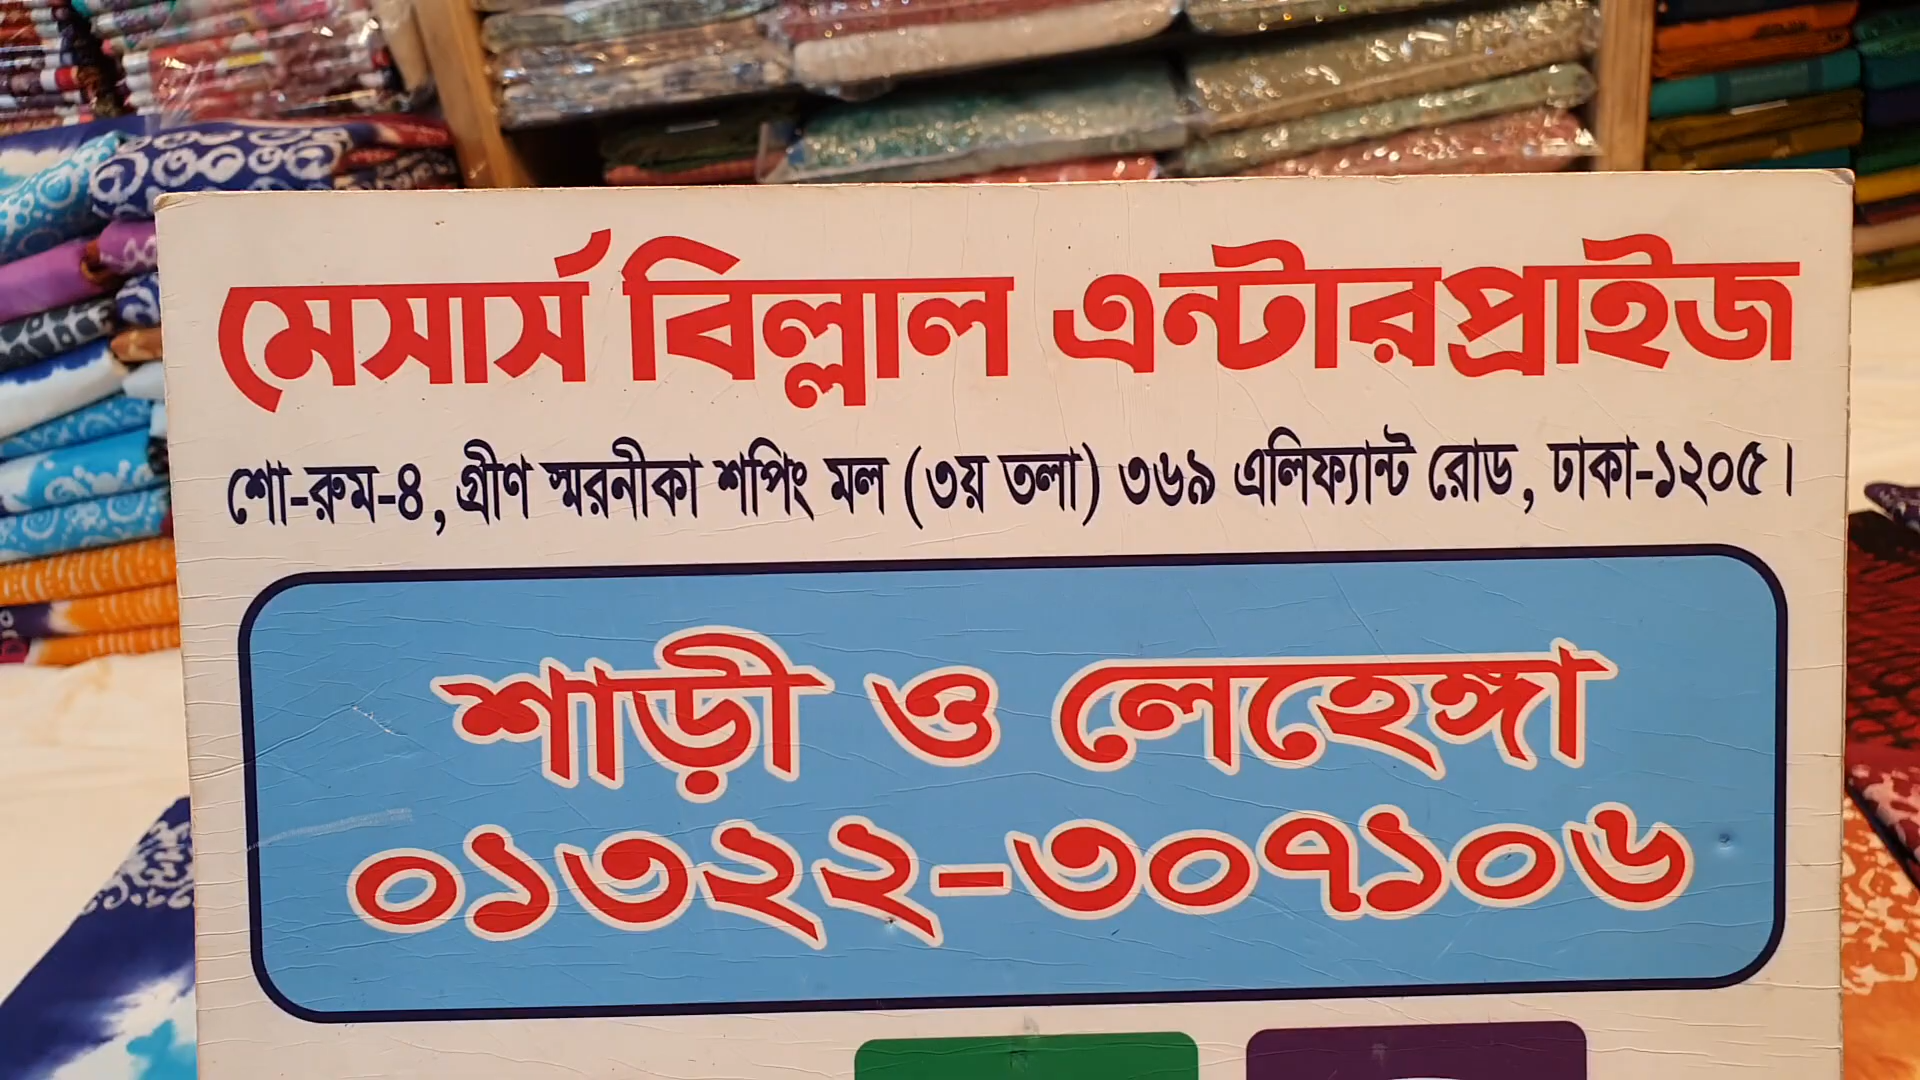 মেসার্স বিল্লাল এন্টারপ্রাইজ
শো-রুম-৪, গ্রীণ স্মরনীকা শপিং মল (৩য় তলা) ৩৬৯ এলিফ্যান্ট রোড, ঢাকা-১২০৫।
শাড়ী ও লেহেঙ্গা
০১৩২২-৩০৭১০৬